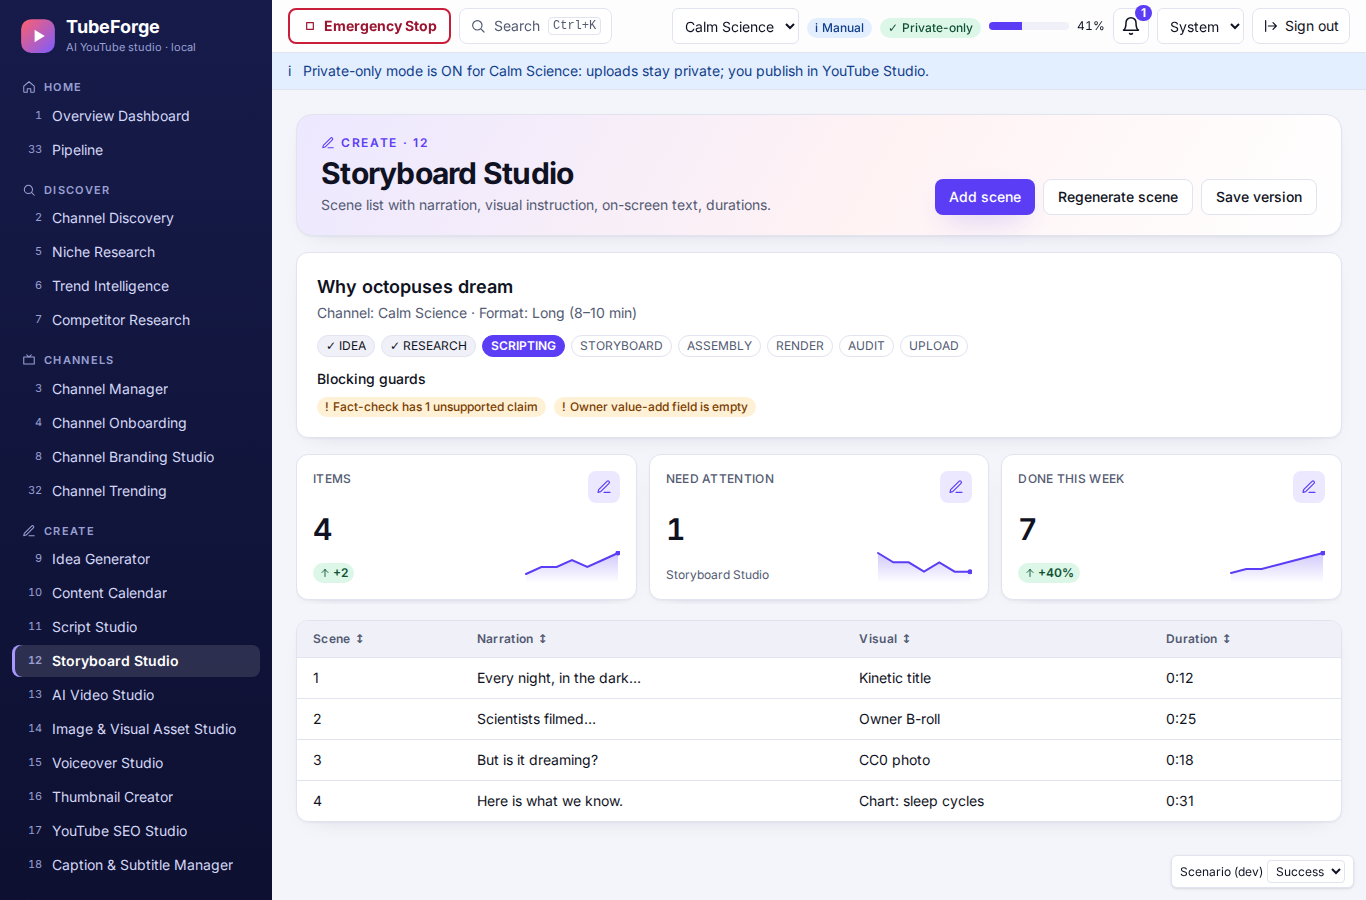 TubeForge
AI YouTube studio · local
HOME
1 Overview Dashboard
33 Pipeline
DISCOVER
2 Channel Discovery
5 Niche Research
6 Trend Intelligence
7 Competitor Research
CHANNELS
3 Channel Manager
4 Channel Onboarding
8 Channel Branding Studio
32 Channel Trending
CREATE
9 Idea Generator
10 Content Calendar
11 Script Studio
12 Storyboard Studio
13 AI Video Studio
14 Image & Visual Asset Studio
15 Voiceover Studio
16 Thumbnail Creator
17 YouTube SEO Studio
18 Caption & Subtitle Manager
Emergency Stop Search Ctrl+K Calm Science i Manual ✓ Private-only 41% 1 System Sign out
i Private-only mode is ON for Calm Science: uploads stay private; you publish in YouTube Studio.
CREATE · 12
Storyboard Studio
Scene list with narration, visual instruction, on-screen text, durations.
Add scene Regenerate scene Save version
Why octopuses dream
Channel: Calm Science · Format: Long (8–10 min)
✓ IDEA ✓ RESEARCH SCRIPTING STORYBOARD ASSEMBLY RENDER AUDIT UPLOAD
Blocking guards
! Fact-check has 1 unsupported claim ! Owner value-add field is empty
ITEMS
4
↑ +2
NEED ATTENTION
1
Storyboard Studio
DONE THIS WEEK
7
↑ +40%
Scene ↕ Narration ↕ Visual ↕ Duration ↕
1 Every night, in the dark… Kinetic title 0:12
2 Scientists filmed… Owner B-roll 0:25
3 But is it dreaming? CC0 photo 0:18
4 Here is what we know. Chart: sleep cycles 0:31
Scenario (dev) Success